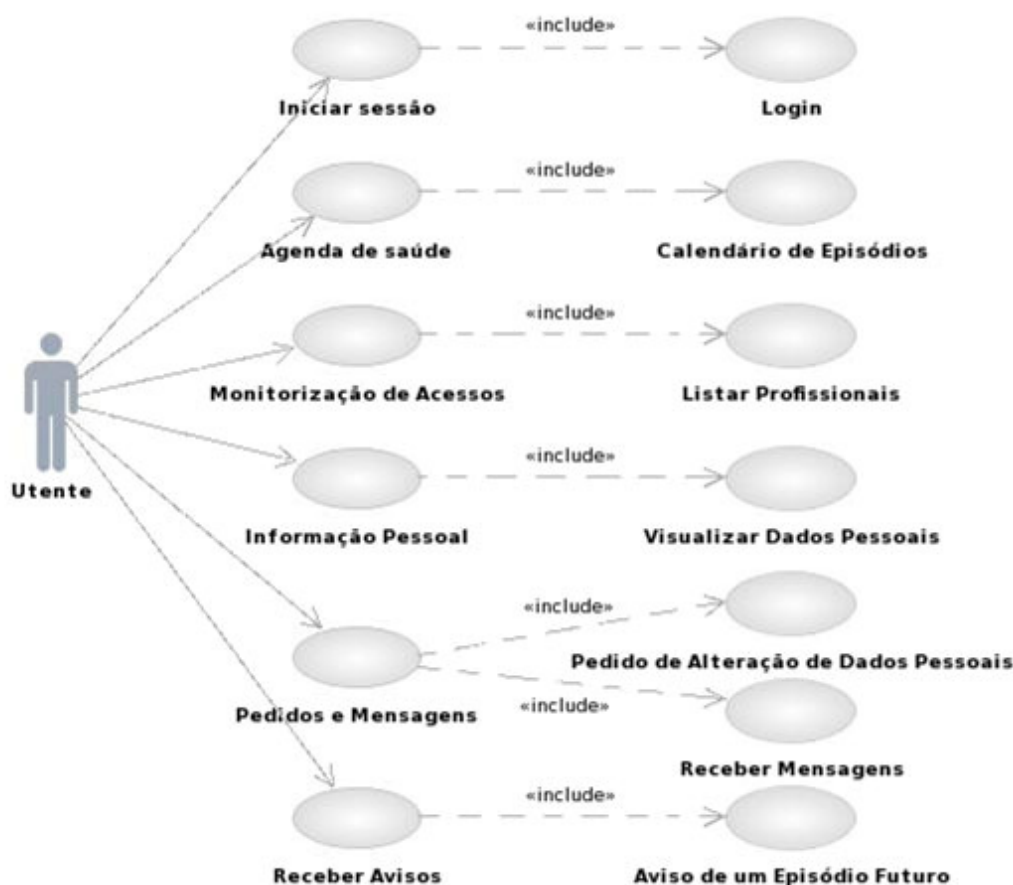 «include»
Iniciar sessão
Login
«include»
Agenda de saúde
Calendário de Episódios
«include»
Monitorização de Acessos
Listar Profissionais
Utente
«include»
Informação Pessoal
Visualizar Dados Pessoais
«include»
Pedido de Alteração de Dados Pessoais
Pedidos e Mensagens
«include»
Receber Mensagens
«include»
Receber Avisos
Aviso de um Episódio Futuro